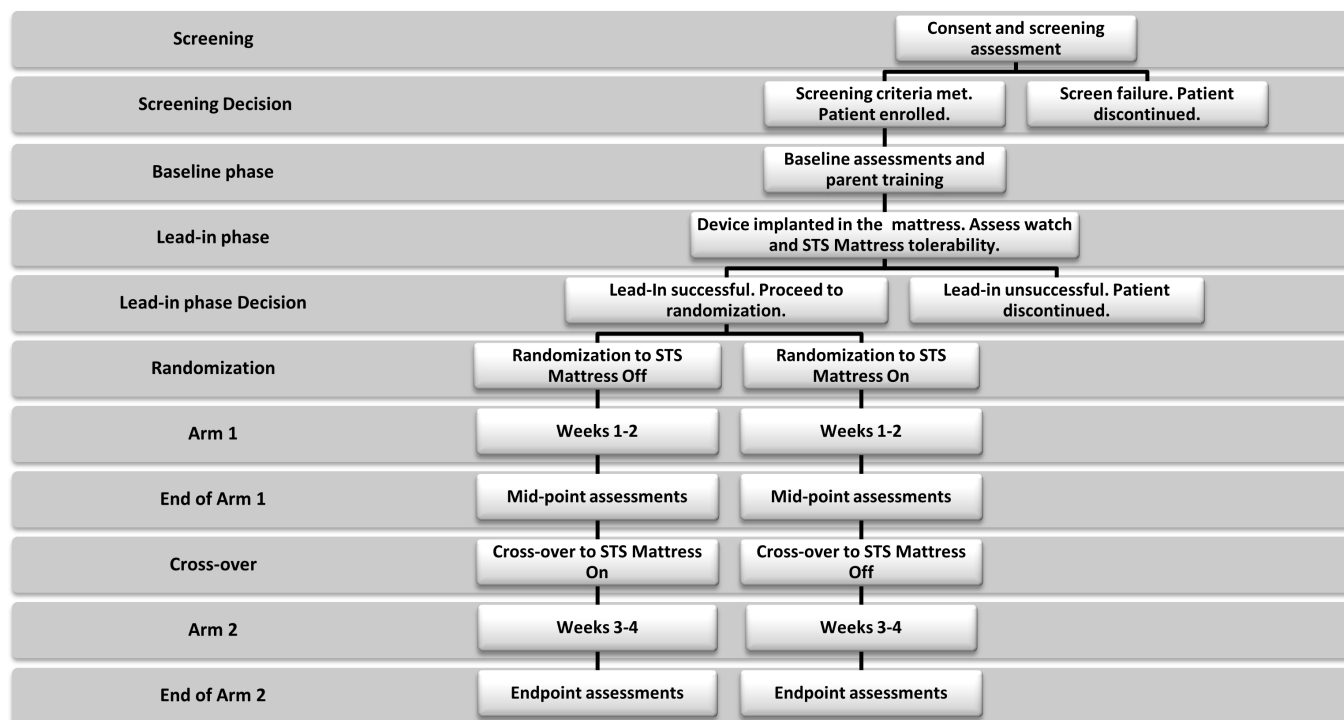 Screening
Consent and screening
assessment
Screening Decision
Screening criteria met.
Patient enrolled.
Screen failure. Patient
discontinued.
Baseline phase
Baseline assessments and
parent training
Lead-in phase
Device implanted in the mattress. Assess watch
and STS Mattress tolerability.
Lead-in phase Decision
Lead-In successful. Proceed to
randomization.
Lead-in unsuccessful. Patient
discontinued.
Randomization
Randomization to STS
Mattress Off
Randomization to STS
Mattress On
Arm 1
Weeks 1-2
Weeks 1-2
End of Arm 1
Mid-point assessments
Mid-point assessments
Cross-over
Cross-over to STS Mattress
On
Cross-over to STS Mattress
Off
Arm 2
Weeks 3-4
Weeks 3-4
End of Arm 2
Endpoint assessments
Endpoint assessments